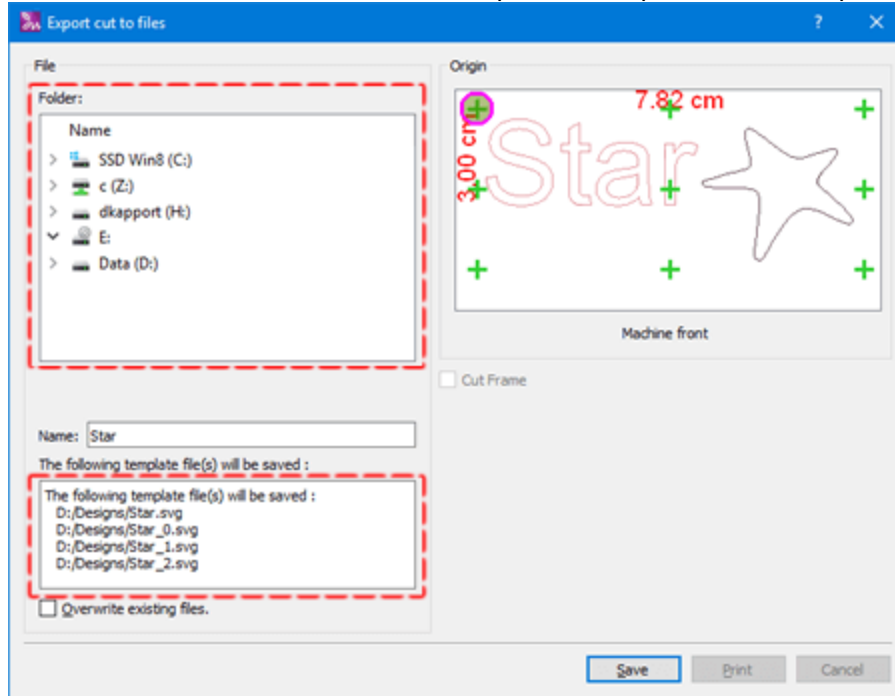 Export cut to files
?
File
Folder:
Name
SSD Win8 (C:)
c (Z:)
dkapport (H:)
E:
Data (D:)
Name: Star
The following template file(s) will be saved :
The following template file(s) will be saved :
D:/Designs/Star.svg
D:/Designs/Star_0.svg
D:/Designs/Star_1.svg
D:/Designs/Star_2.svg
Overwrite existing files.
Origin
7.82 cm
3.00 cm
Star
Machine front
Cut Frame
Save Print Cancel